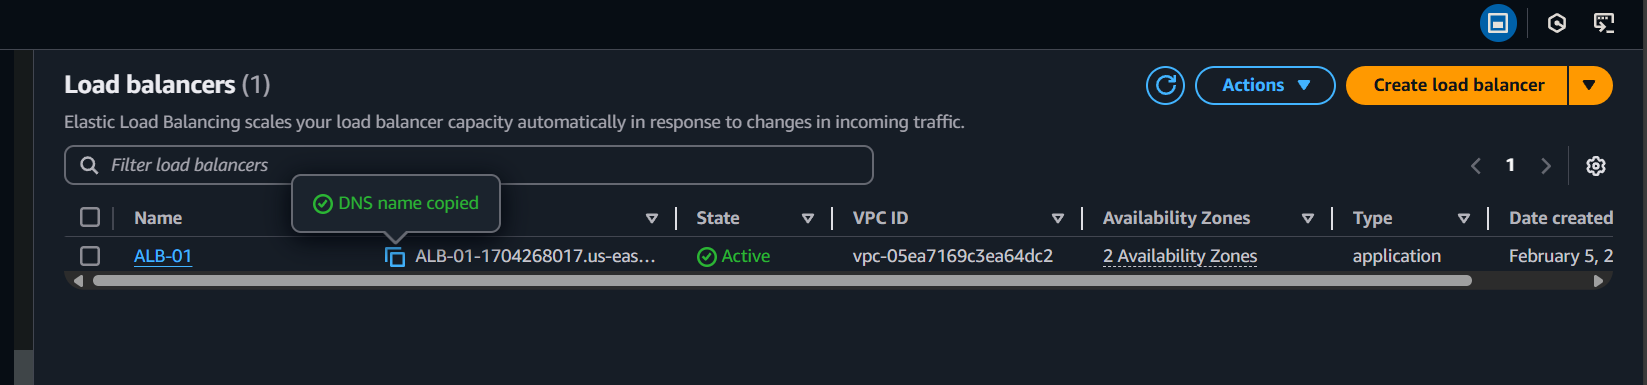 Load balancers (1)
Actions
Create load balancer
Elastic Load Balancing scales your load balancer capacity automatically in response to changes in incoming traffic.
Filter load balancers
1
DNS name copied
Name State VPC ID Availability Zones Type Date created
ALB-01 ALB-01-1704268017.us-eas... Active vpc-05ea7169c3ea64dc2 2 Availability Zones application February 5, 2